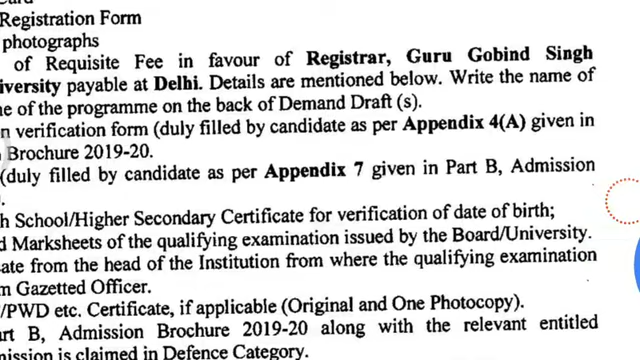 Registration Form
photographs
of Requisite Fee in favour of Registrar, Guru Gobind Singh
payable at Delhi. Details are mentioned below. Write the name of
of the programme on the back of Demand Draft (s).
verification form (duly filled by candidate as per Appendix 4(A) given in
Brochure 2019-20.
(duly filled by candidate as per Appendix 7 given in Part B, Admission
School/Higher Secondary Certificate for verification of date of birth;
Marksheets of the qualifying examination issued by the Board/University.
from the head of the Institution from where the qualifying examination
Gazetted Officer.
/PWD etc. Certificate, if applicable (Original and One Photocopy).
B, Admission Brochure 2019-20 along with the relevant entitled
is claimed in Defence Category.